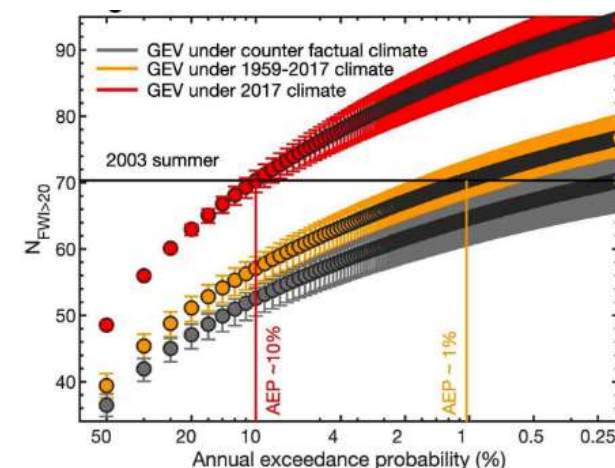 90
80
70
60
50
40
GEV under counter factual climate
GEV under 1959-2017 climate
GEV under 2017 climate
2003 summer
N_FWI>20
AEP ~10%
AEP ~ 1%
50 20 10 4 2 1 0.5 0.25
Annual exceedance probability (%)